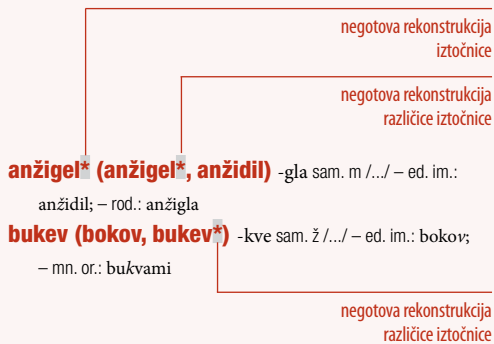 negotova rekonstrukcija
iztočnice
negotova rekonstrukcija
različice iztočnice
anžigel* (anžigel*, anžidil) -gla sam. m /.../ – ed. im.:
anžidil; – rod.: anžigla
bukev (bokov, bukev*) -kve sam. ž /.../ – ed. im.: bokov;
– mn. or.: bukvami
negotova rekonstrukcija
različice iztočnice